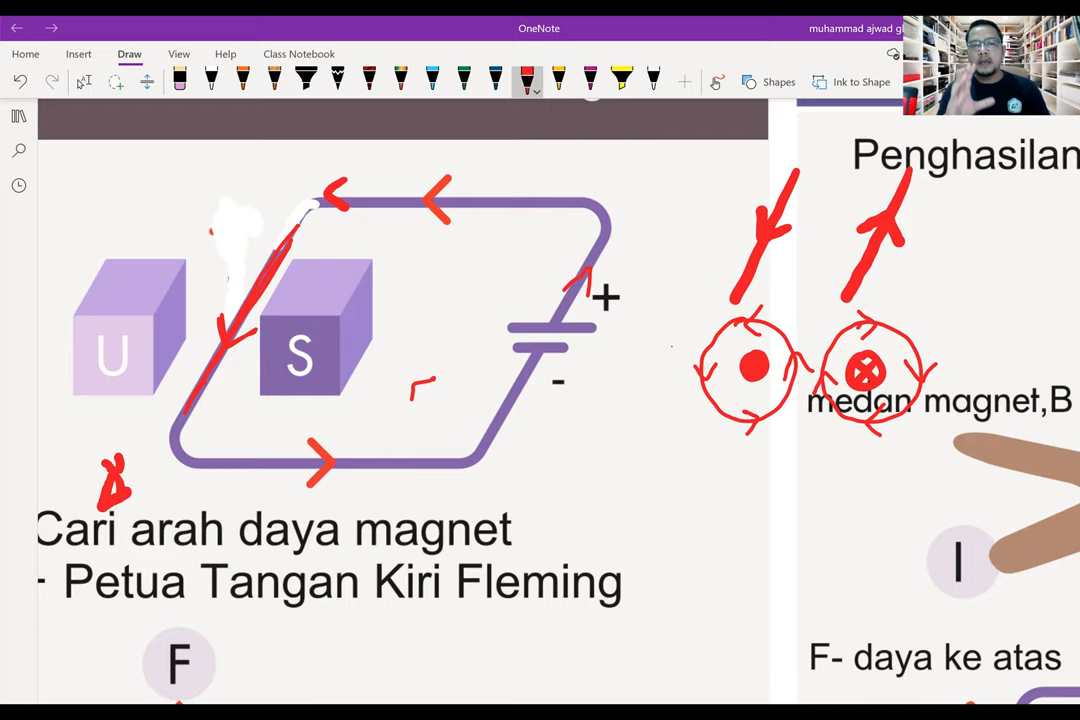 OneNote
muhammad ajwad
Home Insert Draw View Help Class Notebook
Shapes Ink to Shape
Penghasilan
+
U S
-
medan magnet,B
Cari arah daya magnet
- Petua Tangan Kiri Fleming
I
F
F- daya ke atas